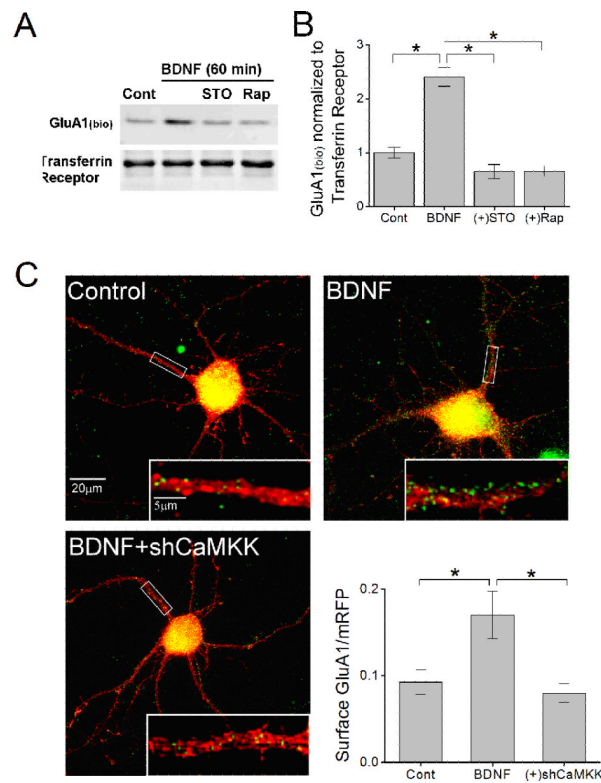 A
BDNF (60 min)
Cont STO Rap
GluA1(bio)
Transferrin
Receptor
B
GluA1(bio) normalized to
Transferrin Receptor
3
2
1
0
* * *
Cont BDNF (+)STO (+)Rap
C
Control
20µm
5µm
BDNF
BDNF+shCaMKK
Surface GluA1/mRFP
0.2
0.1
0.0
* *
Cont BDNF (+)shCaMKK